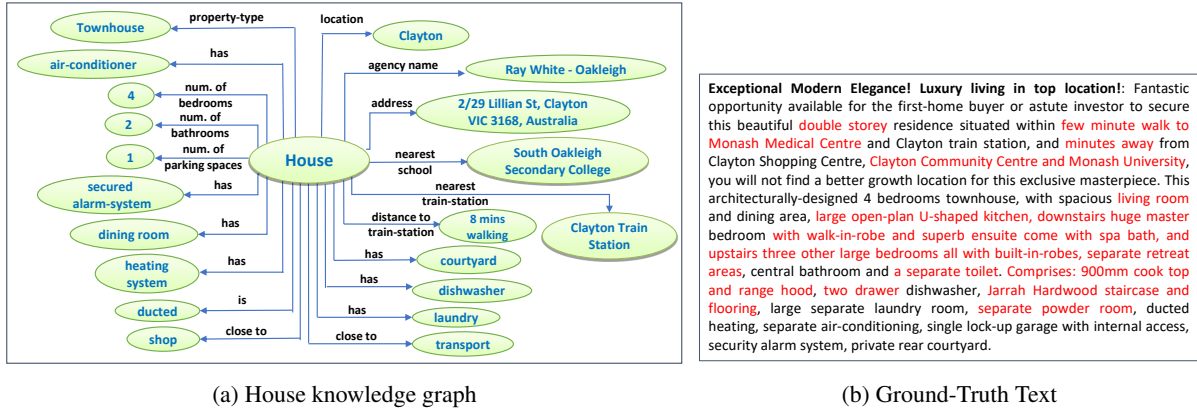 property-type
Townhouse
location
Clayton
has
air-conditioner
agency name
Ray White - Oakleigh
4
num. of
bedrooms
address
2/29 Lillian St, Clayton
VIC 3168, Australia
2
num. of
bathrooms
1
num. of
parking spaces
House
nearest
school
South Oakleigh
Secondary College
secured
alarm-system
has
nearest
train-station
Clayton Train
Station
dining room
has
distance to
train-station
8 mins
walking
heating
system
has
has
courtyard
has
dishwasher
ducted
is
has
laundry
shop
close to
close to
transport
(a) House knowledge graph
Exceptional Modern Elegance! Luxury living in top location!: Fantastic
opportunity available for the first-home buyer or astute investor to secure
this beautiful double storey residence situated within few minute walk to
Monash Medical Centre and Clayton train station, and minutes away from
Clayton Shopping Centre, Clayton Community Centre and Monash University,
you will not find a better growth location for this exclusive masterpiece. This
architecturally-designed 4 bedrooms townhouse, with spacious living room
and dining area, large open-plan U-shaped kitchen, downstairs huge master
bedroom with walk-in-robe and superb ensuite come with spa bath, and
upstairs three other large bedrooms all with built-in-robes, separate retreat
areas, central bathroom and a separate toilet. Comprises: 900mm cook top
and range hood, two drawer dishwasher, Jarrah Hardwood staircase and
flooring, large separate laundry room, separate powder room, ducted
heating, separate air-conditioning, single lock-up garage with internal access,
security alarm system, private rear courtyard.
(b) Ground-Truth Text